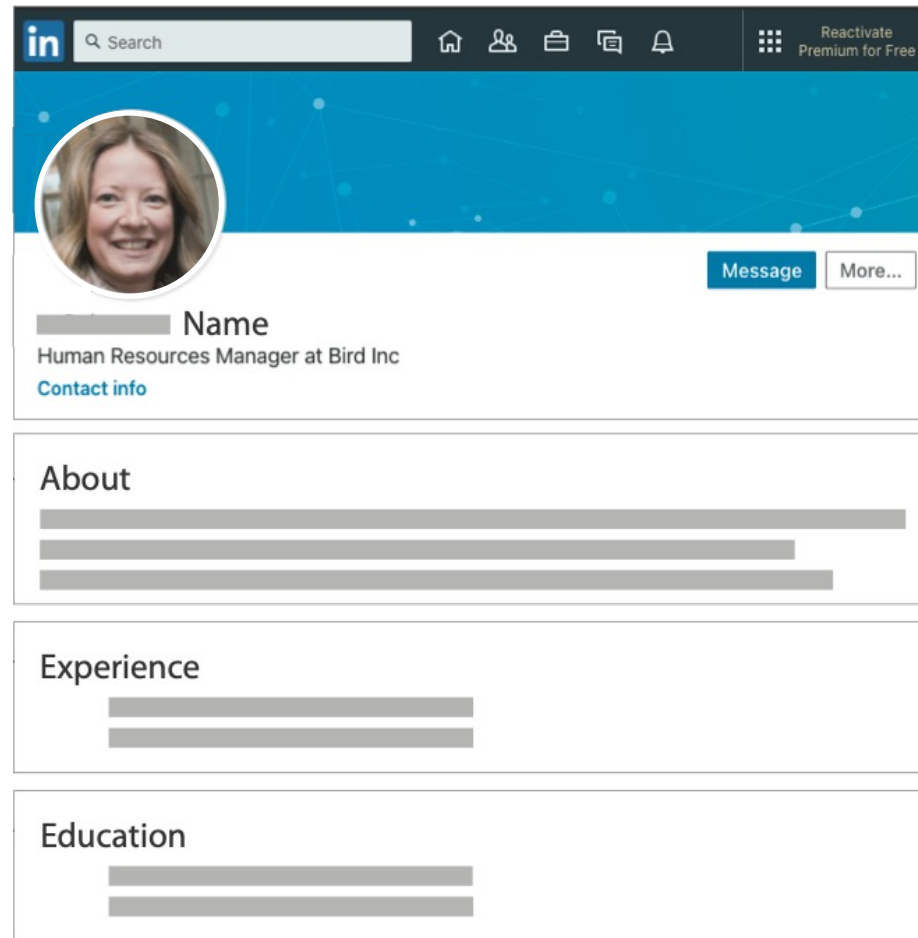 in
Search
Reactivate
Premium for Free
Message
More...
Name
Human Resources Manager at Bird Inc
Contact info
About
Experience
Education